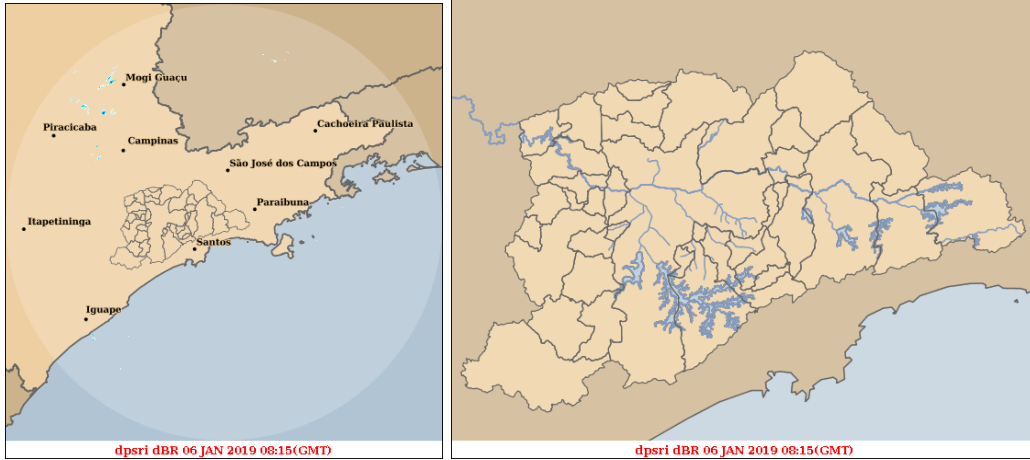 Mogi Guaçu
Piracicaba
Cachoeira Paulista
Campinas
São José dos Campos
Paraibuna
Itapetininga
Santos
Iguape
dpsri dBR 06 JAN 2019 08:15(GMT)
dpsri dBR 06 JAN 2019 08:15(GMT)